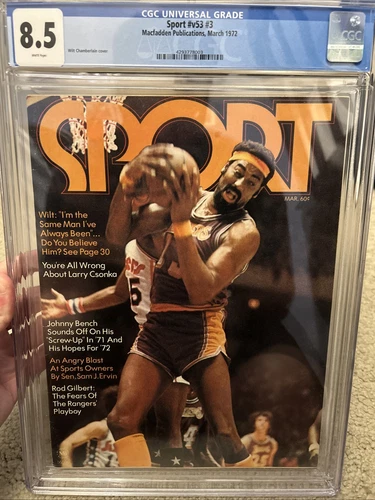 CGC UNIVERSAL GRADE
8.5
WHITE Pages
Sport #v53 #3
Macfadden Publications, March 1972
Wilt Chamberlain cover.
CGC
SPORT
MAR, 60¢
Wilt: "I'm the
Same Man I've
Always Been"...
Do You Believe
Him? See Page 30
You're All Wrong
About Larry Csonka
Johnny Bench
Sounds Off On His
"Screw-Up" in '71 And
His Hopes For '72
An Angry Blast
At Sports Owners
By Sen. Sam J. Ervin
Rod Gilbert:
The Fears Of
The Rangers'
Playboy
5